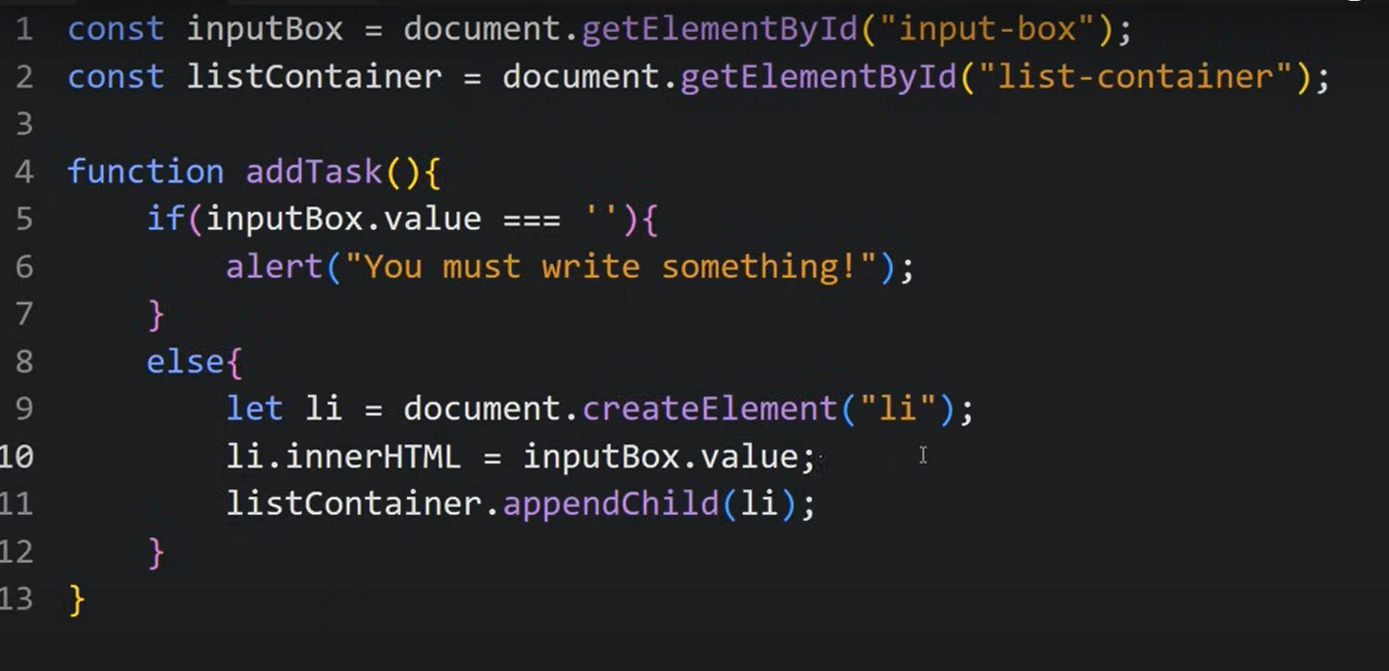 1 const inputBox = document.getElementById("input-box");
2 const listContainer = document.getElementById("list-container");
3
4 function addTask(){
5     if(inputBox.value === ''){
6         alert("You must write something!");
7     }
8     else{
9         let li = document.createElement("li");
10         li.innerHTML = inputBox.value;
11         listContainer.appendChild(li);
12     }
13 }